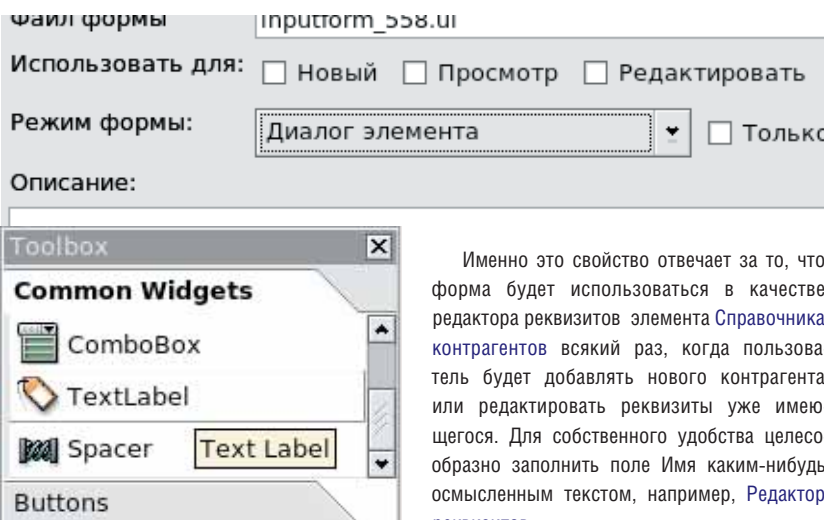 Файл формы inputform_558.ui
Использовать для: Новый Просмотр Редактировать
Режим формы: Диалог элемента Только
Описание:
Toolbox
Common Widgets
ComboBox
TextLabel
Spacer Text Label
Buttons
Именно это свойство отвечает за то, что
форма будет использоваться в качестве
редактора реквизитов элемента Справочника
контрагентов всякий раз, когда пользова
тель будет добавлять нового контрагента
или редактировать реквизиты уже имею
щегося. Для собственного удобства целесо
образно заполнить поле Имя каким-нибудь
осмысленным текстом, например, Редактор